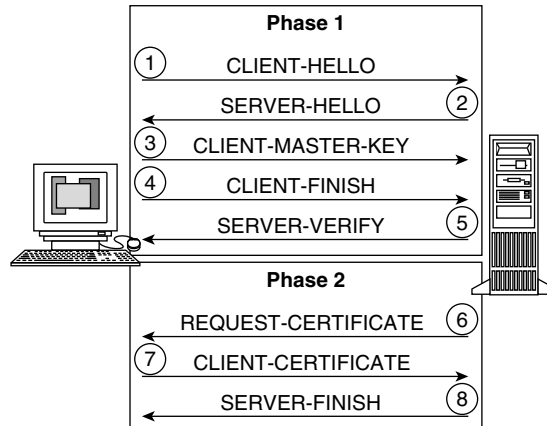 Phase 1
1 CLIENT-HELLO
SERVER-HELLO 2
3 CLIENT-MASTER-KEY
4 CLIENT-FINISH
SERVER-VERIFY 5
Phase 2
REQUEST-CERTIFICATE 6
7 CLIENT-CERTIFICATE
SERVER-FINISH 8